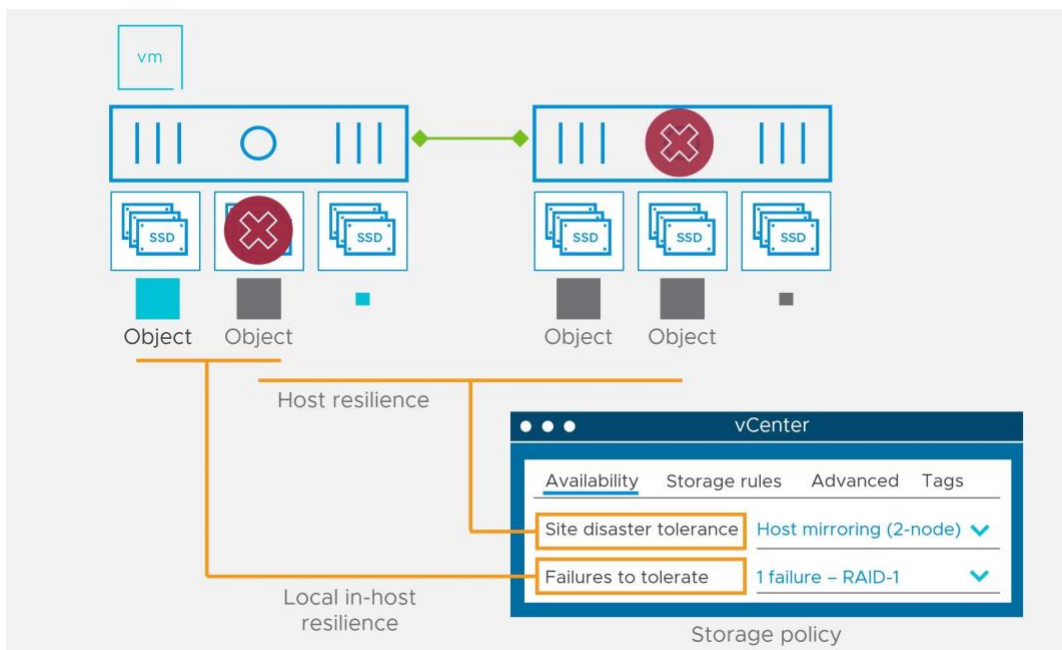 vm
SSD SSD SSD SSD SSD
Object Object Object Object
Host resilience
vCenter
Availability Storage rules Advanced Tags
Site disaster tolerance Host mirroring (2-node)
Failures to tolerate 1 failure – RAID-1
Local in-host
resilience
Storage policy